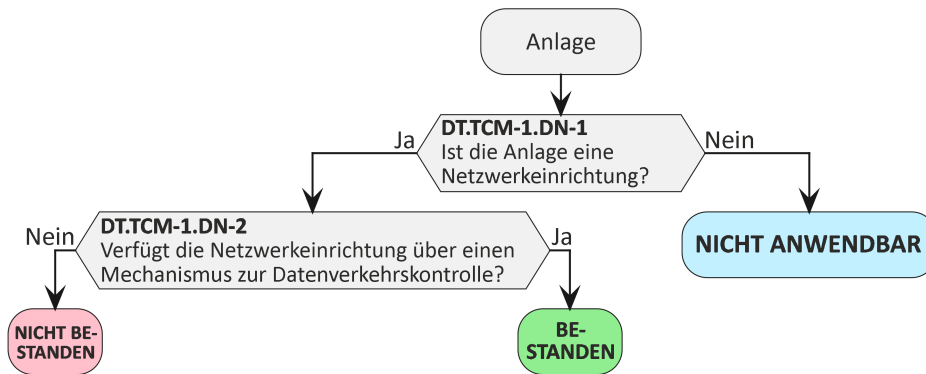 Anlage
DT.TCM-1.DN-1
Ja
Nein
Ist die Anlage eine
Netzwerkeinrichtung?
DT.TCM-1.DN-2
Nein
Ja
Verfügt die Netzwerkeinrichtung über einen
Mechanismus zur Datenverkehrskontrolle?
NICHT ANWENDBAR
NICHT BE-
STANDEN
BE-
STANDEN